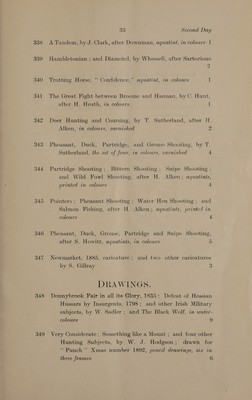 33 Second Day
338 A Tandem, by J. Clark, after Downman, aquatint, in colours 1
339 Hambletonian ; and Diamond, by Whessell, after Sartorious
2
340 Trotting Horse, “ Confidence,” aquatint, in colours 1
341 The Great Fight between Broome and Hannan, by C. Hunt,
after H. Heath, in colours 1
342 Deer Hunting and Coursing, by T. Sutherland, after H.
Alken, in colours, varnished 2
343 Pheasant, Duck, Partridge, and Grouse Shooting, by T.
Sutherland, the set of four, in colours, varnished 4
344 Partridge Shooting ; Bittern Shooting ; Snipe Shooting ;
and Wild Fowl Shooting, after H. Alken ; aquatints,
printed in colours 4
345 Pointers ; Pheasant Shooting ; Water Hen Shooting ; and
Salmon Fishing, after H. Alken ; aquatints, printed in
colours 4
346 Pheasant, Duck, Grouse, Partridge and Snipe Shooting,
after S. Howitt, aquatints, in colours 5
347 Newmarket, 1885, caricature ; and two other caricatures
by S. Gillray 3
DRAWINGS.
348 Donnybrook Fair in all its Glory, 1835 ; Defeat of Hessian
Hussars by Insurgents, 1798 ; and other Irish Military
subjects, by W. Sadler ; and The Black Wolf, in water-
colours 9
349 Very Considerate ; Something like a Mount ; and four other
Hunting Subjects, by W. J. Hodgson ; drawn for
“ Punch ” Xmas number 1892, pencil drawings, six in
three frames 6